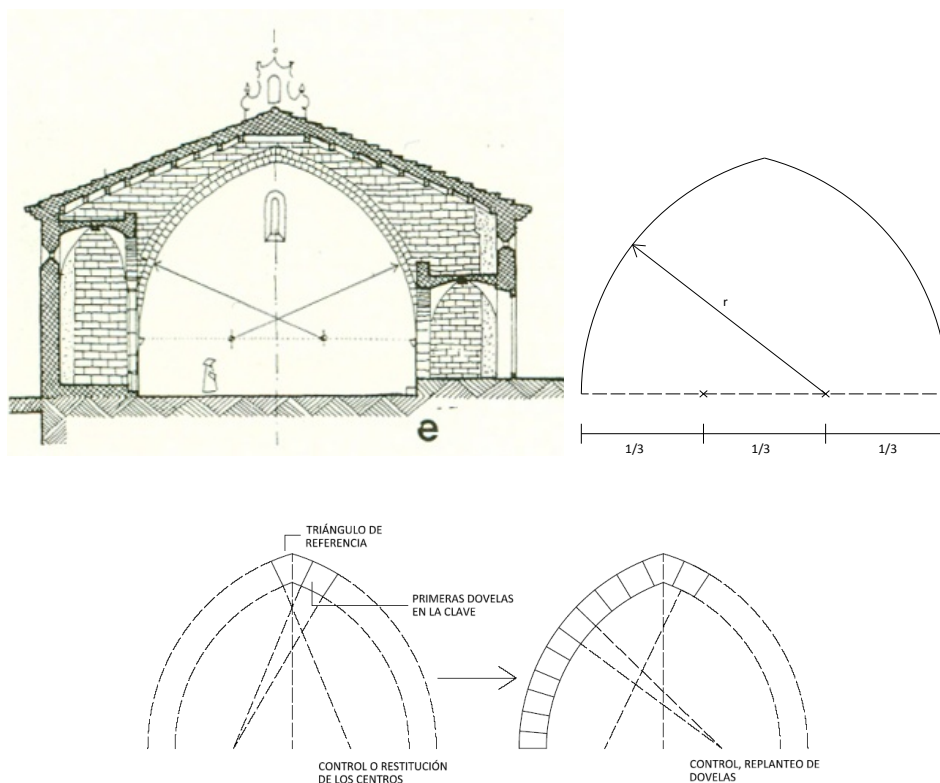 e
r
1/3
1/3
1/3
TRIÁNGULO DE
REFERENCIA
PRIMERAS DOVELAS
EN LA CLAVE
CONTROL O RESTITUCIÓN
DE LOS CENTROS
CONTROL, REPLANTEO DE
DOVELAS